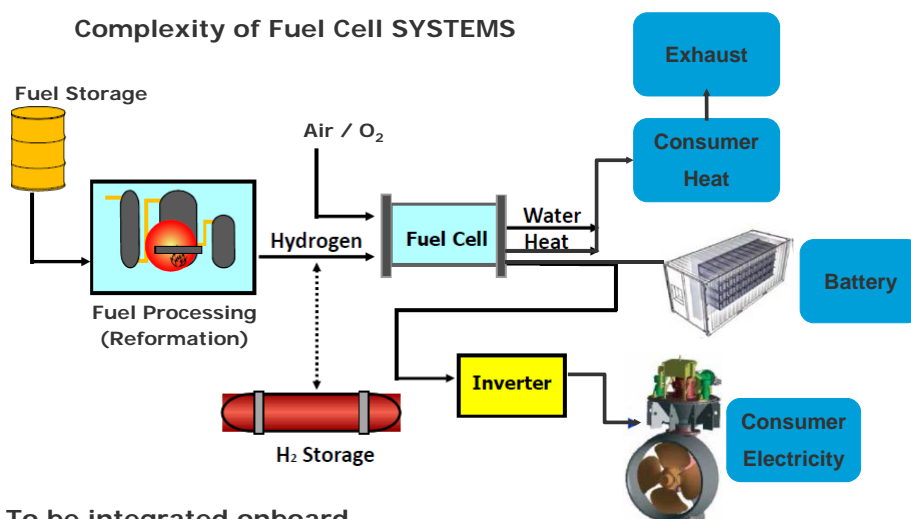 Complexity of Fuel Cell SYSTEMS
Exhaust
Fuel Storage
Air / O₂
Consumer
Heat
Water
Hydrogen
Fuel Cell
Heat
Battery
Fuel Processing
(Reformation)
Inverter
Consumer
Electricity
H₂ Storage
To be integrated onboard